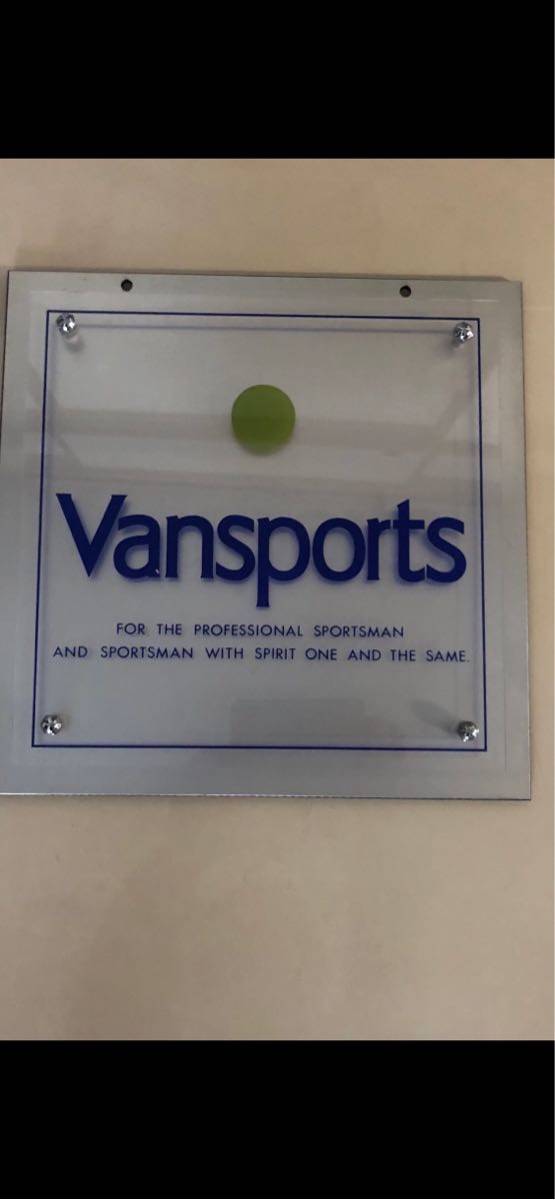 Vansports
FOR THE PROFESSIONAL SPORTSMAN
AND SPORTSMAN WITH SPIRIT ONE AND THE SAME.